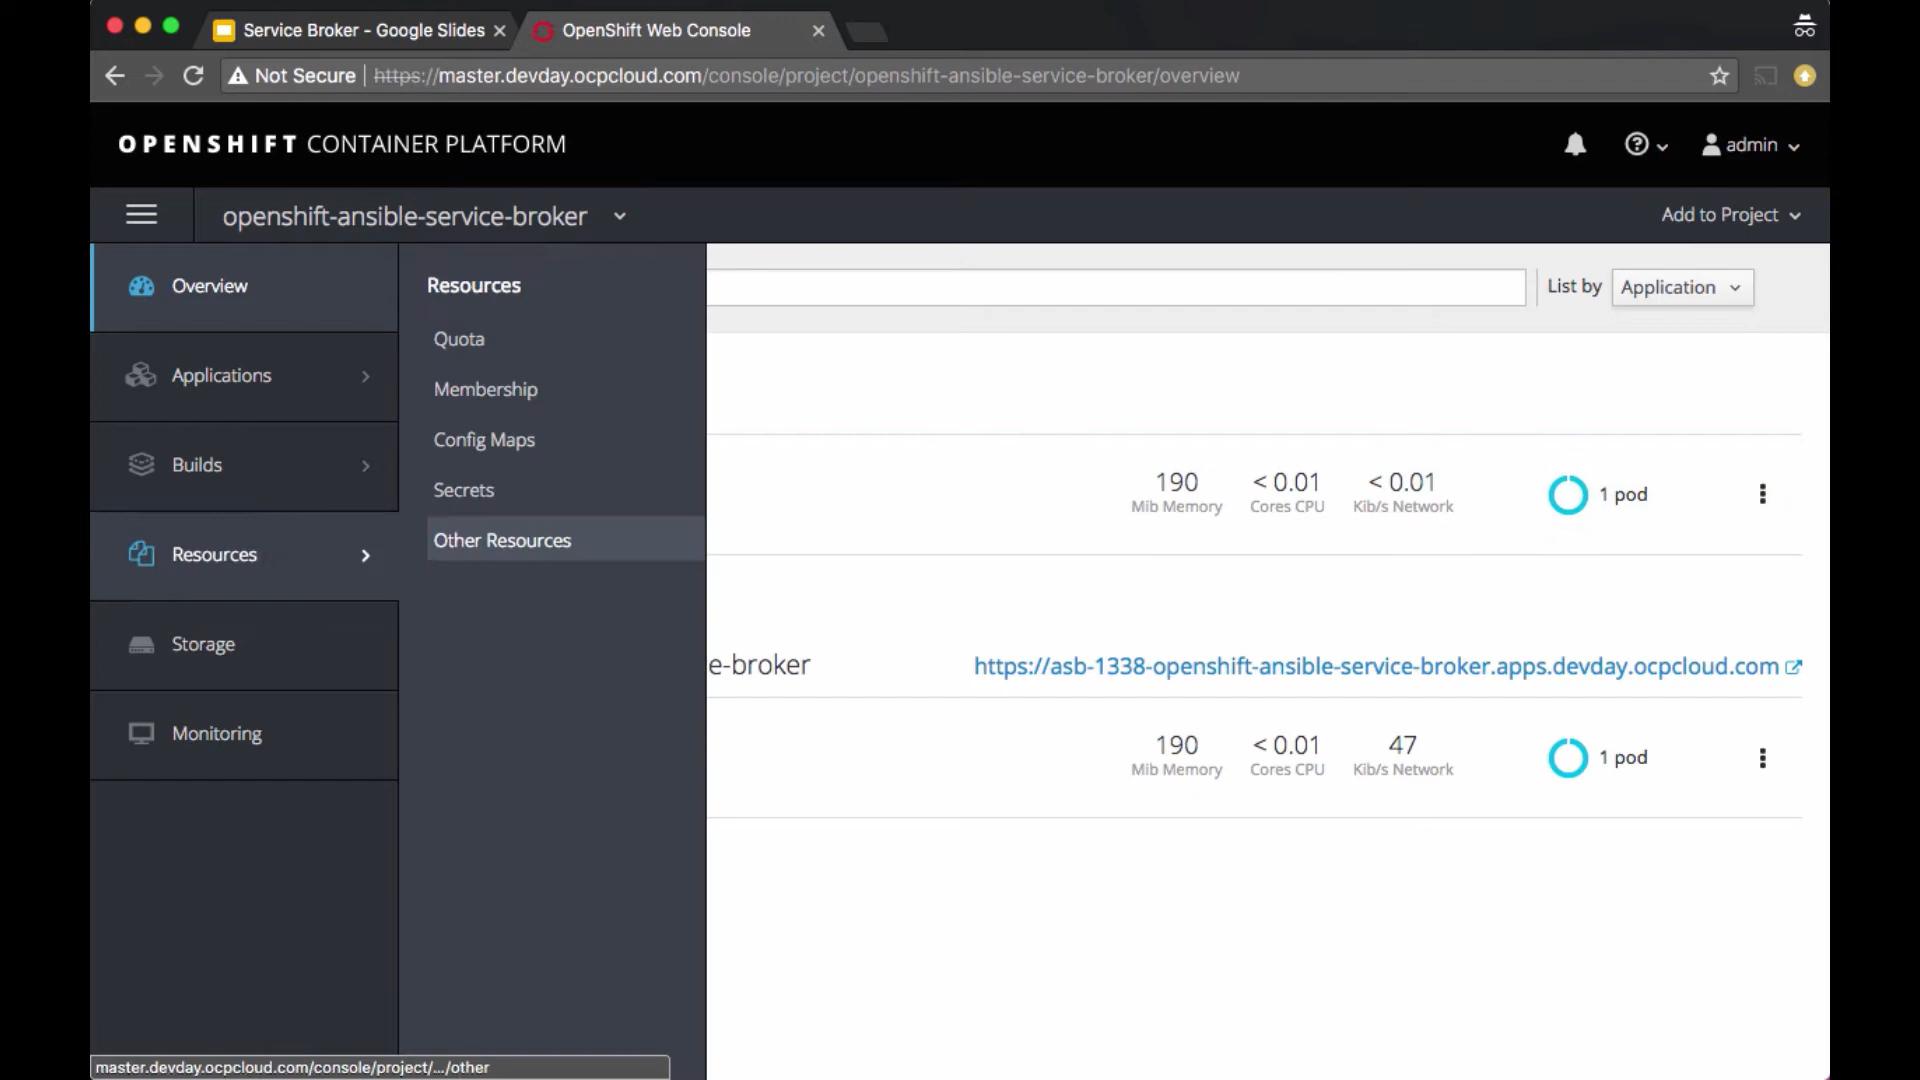 Service Broker - Google Slides
OpenShift Web Console
Not Secure | https://master.devday.ocpcloud.com/console/project/openshift-ansible-service-broker/overview
OPENSHIFT CONTAINER PLATFORM
admin
openshift-ansible-service-broker
Add to Project
Overview
Applications
Builds
Resources
Storage
Monitoring
Resources
Quota
Membership
Config Maps
Secrets
Other Resources
List by Application
190 < 0.01 < 0.01
Mib Memory Cores CPU Kib/s Network
1 pod
e-broker
https://asb-1338-openshift-ansible-service-broker.apps.devday.ocpcloud.com
190 < 0.01 47
Mib Memory Cores CPU Kib/s Network
1 pod
master.devday.ocpcloud.com/console/project/.../other